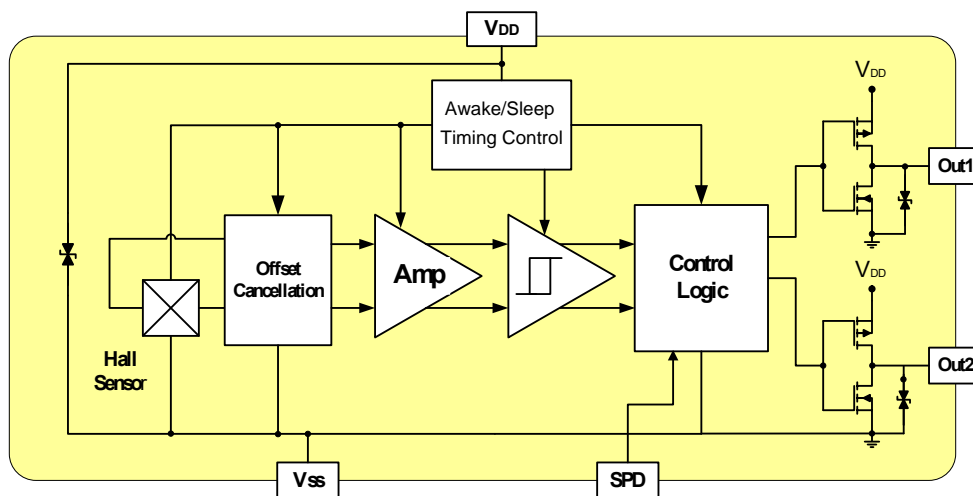 VDD
Awake/Sleep
Timing Control
VDD
Out1
Offset
Cancellation
Amp
Control
Logic
VDD
Hall
Sensor
Out2
Vss
SPD